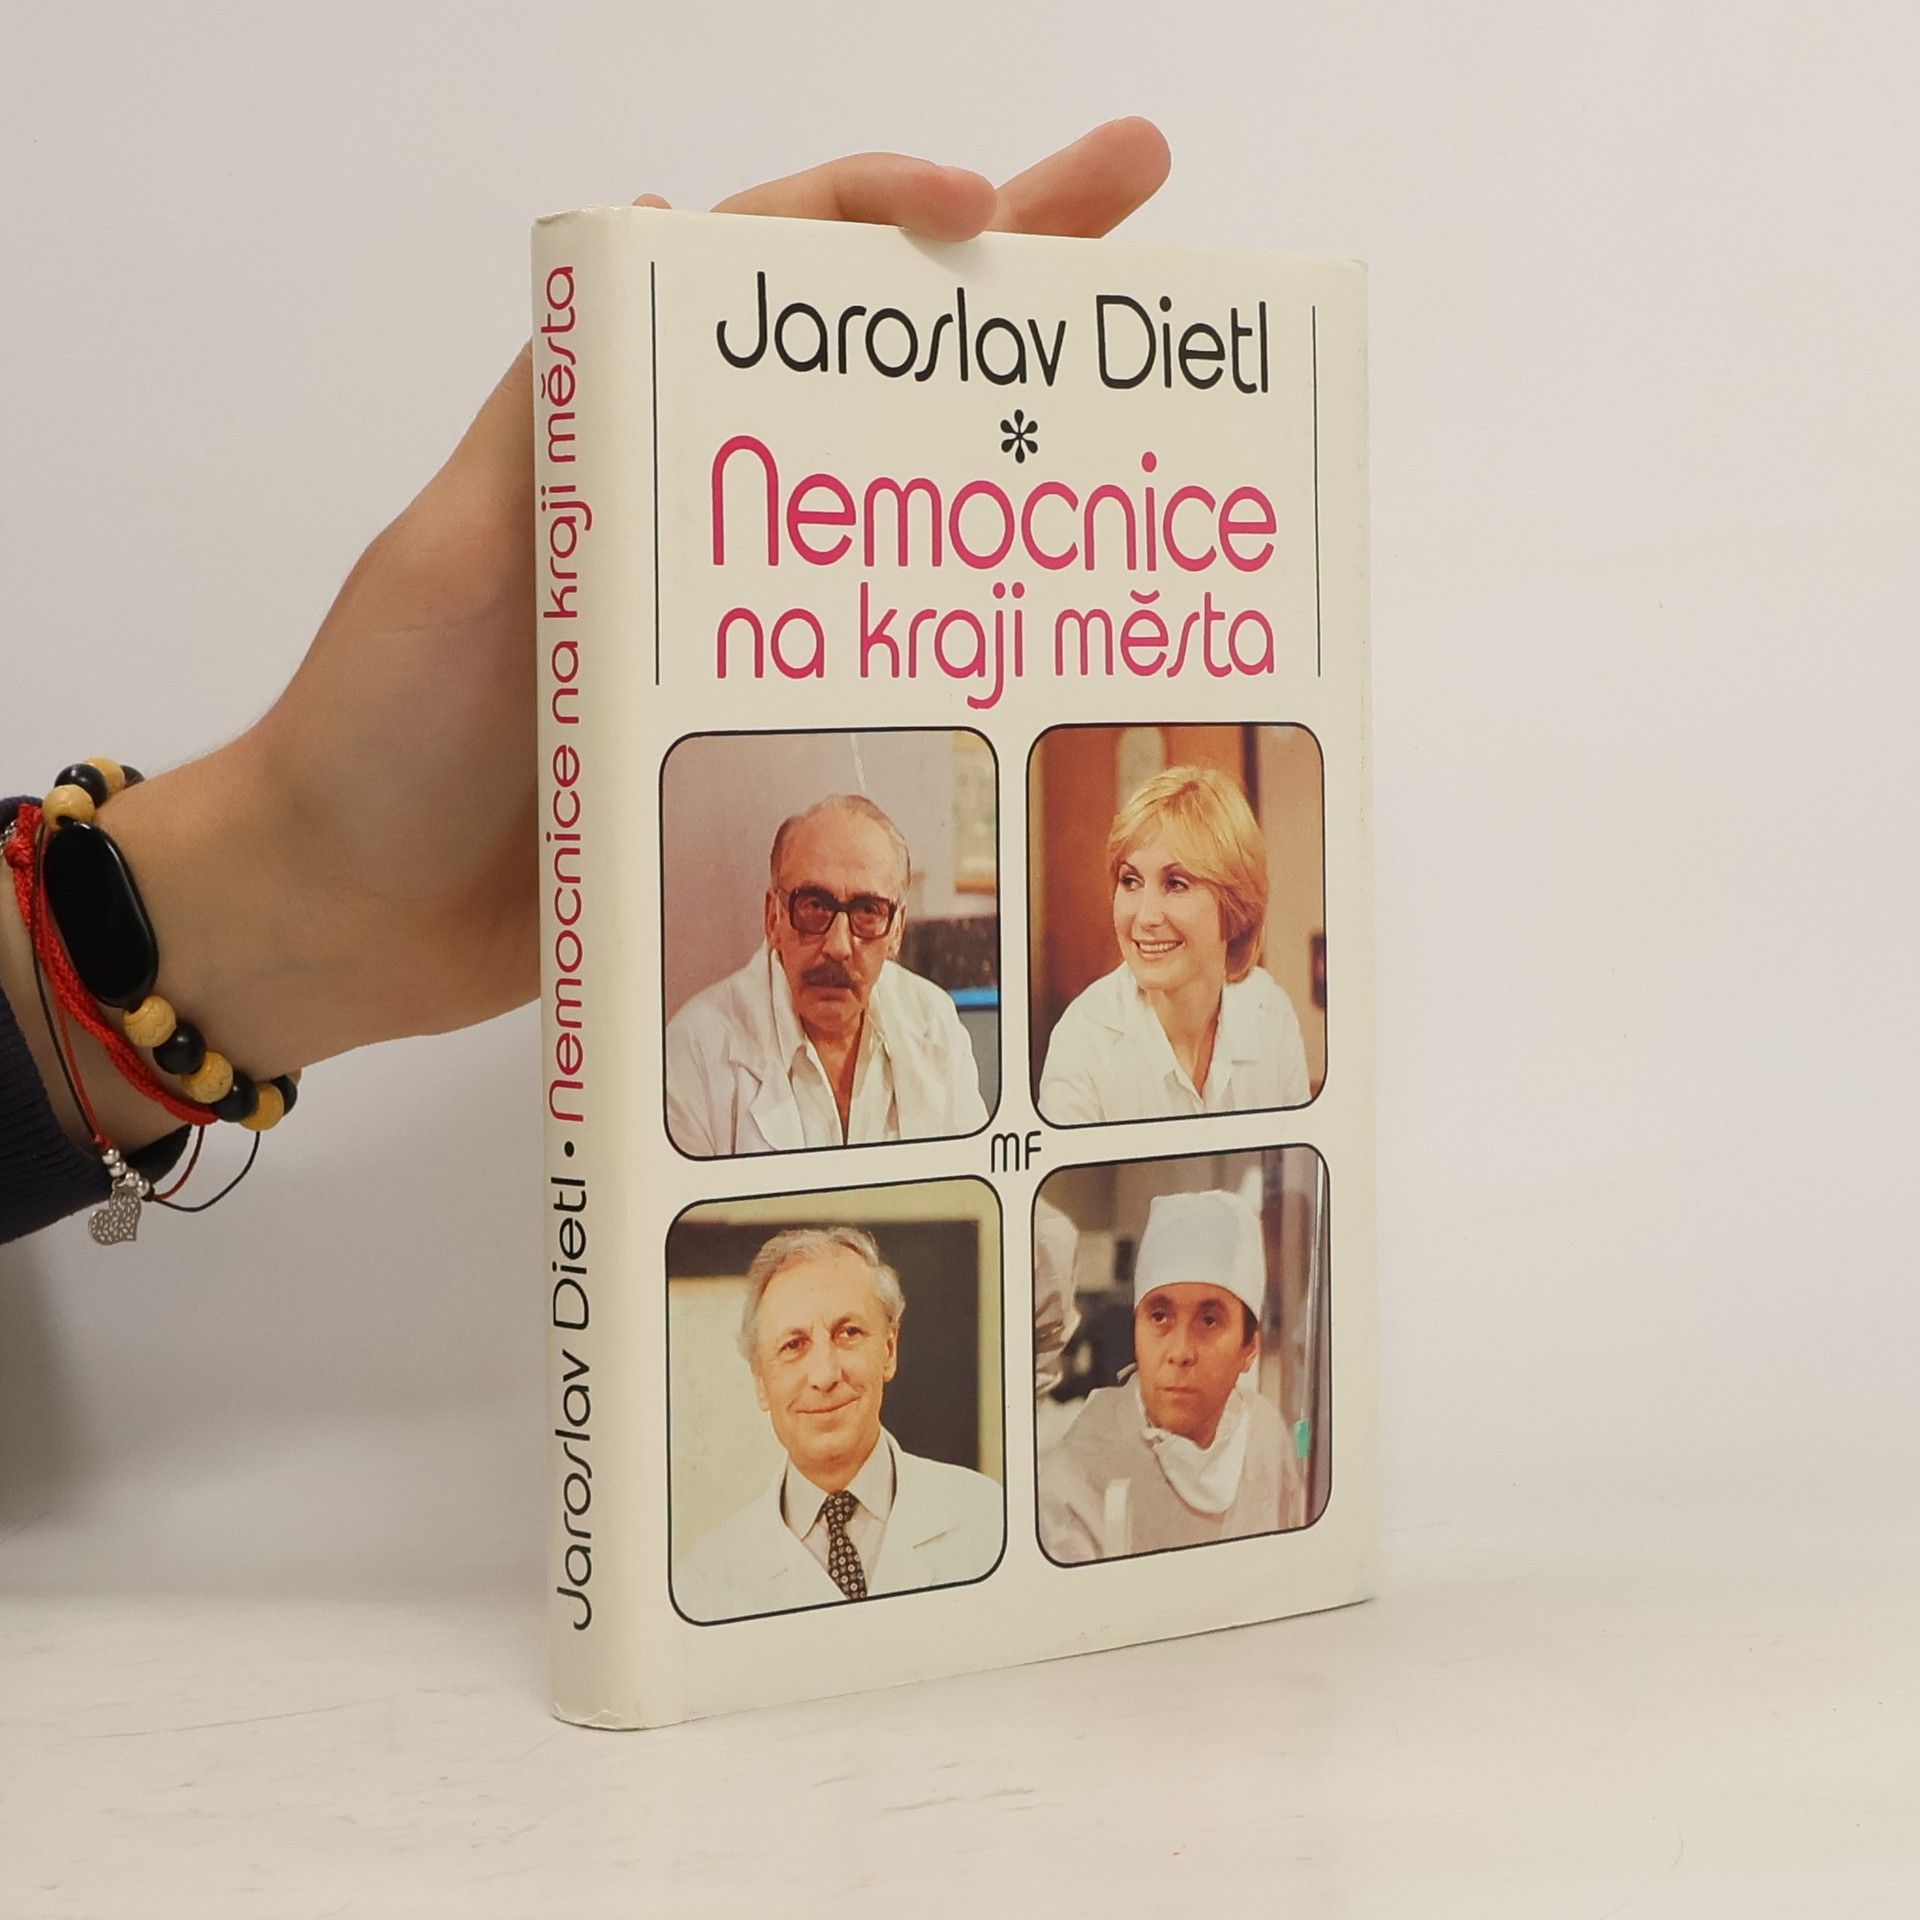 Jaroslav Dietl
*
Nemocnice
na kraji města
MF
Jaroslav Dietl • Nemocnice na kraji města